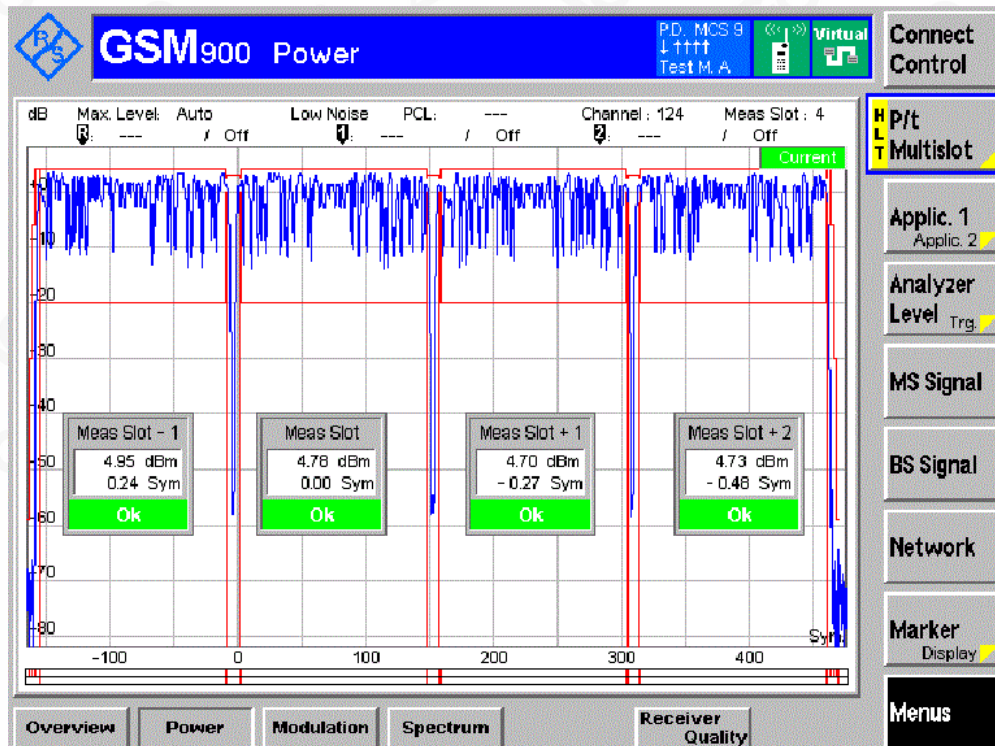 R/S
GSM900 Power
P.D. MCS 9
↓ ↑↑↑↑
Test M. A.
Virtual
Connect
Control
dB Max. Level: Auto Low Noise PCL: --- Channel : 124 Meas Slot : 4
R: --- / Off 1: --- / Off 2: --- / Off
HLT
P/t
Multislot
Current
Applic. 1
Applic. 2
Analyzer
Level Trg.
MS Signal
BS Signal
Network
Marker
Display
Menus
+0
-10
-20
-30
-40
-50
-60
-70
-80
Meas Slot - 1
4.95 dBm
0.24 Sym
Ok
Meas Slot
4.78 dBm
0.00 Sym
Ok
Meas Slot + 1
4.70 dBm
- 0.27 Sym
Ok
Meas Slot + 2
4.73 dBm
- 0.48 Sym
Ok
Sym.
-100 0 100 200 300 400
Overview Power Modulation Spectrum Receiver
Quality